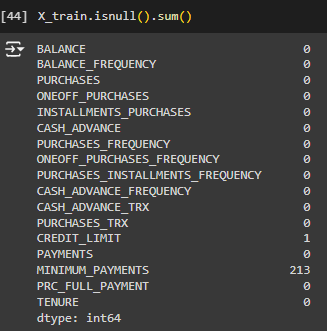 [44] X_train.isnull().sum()
BALANCE 0
BALANCE_FREQUENCY 0
PURCHASES 0
ONEOFF_PURCHASES 0
INSTALLMENTS_PURCHASES 0
CASH_ADVANCE 0
PURCHASES_FREQUENCY 0
ONEOFF_PURCHASES_FREQUENCY 0
PURCHASES_INSTALLMENTS_FREQUENCY 0
CASH_ADVANCE_FREQUENCY 0
CASH_ADVANCE_TRX 0
PURCHASES_TRX 0
CREDIT_LIMIT 1
PAYMENTS 0
MINIMUM_PAYMENTS 213
PRC_FULL_PAYMENT 0
TENURE 0
dtype: int64